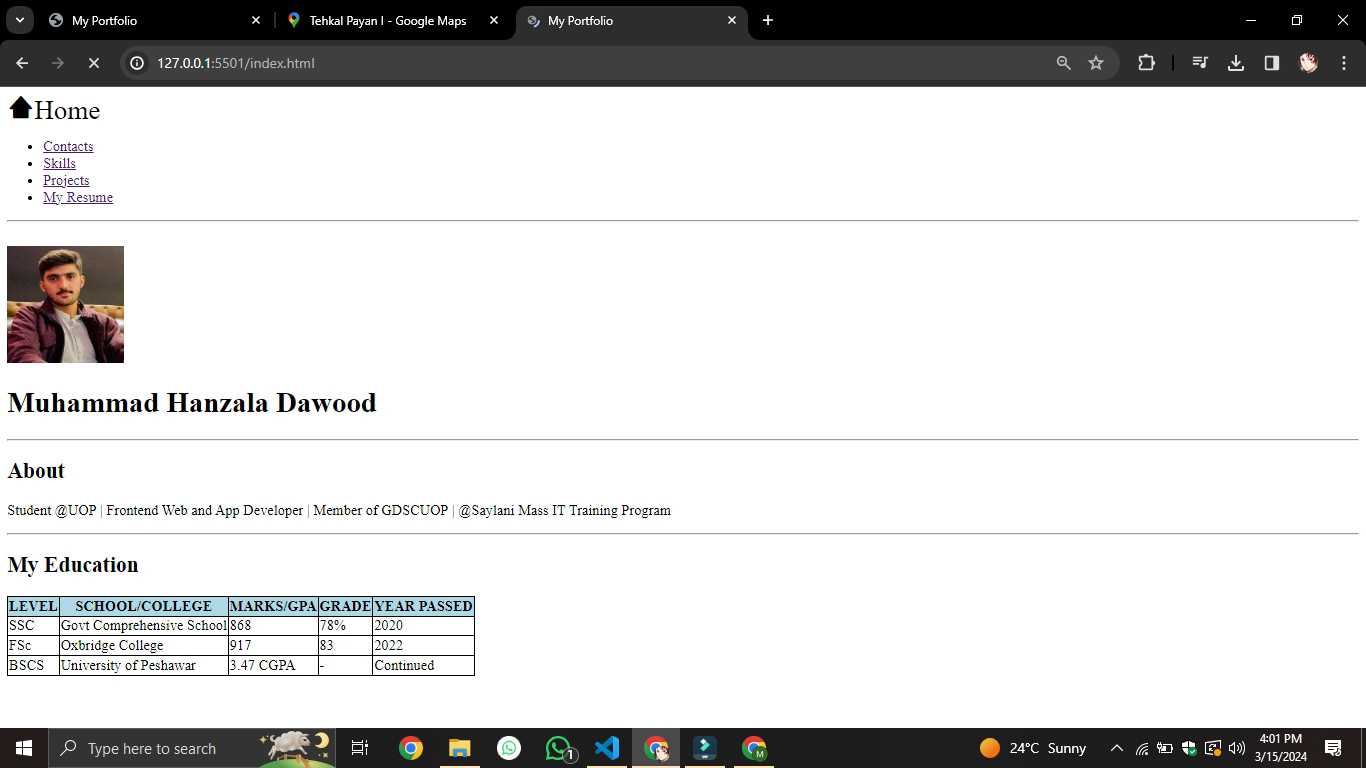 My Portfolio
Tehkal Payan I - Google Maps
My Portfolio
127.0.0.1:5501/index.html
Home
Contacts
Skills
Projects
My Resume
Muhammad Hanzala Dawood
About
Student @UOP | Frontend Web and App Developer | Member of GDSCUOP | @Saylani Mass IT Training Program
My Education
LEVEL SCHOOL/COLLEGE MARKS/GPA GRADE YEAR PASSED
SSC Govt Comprehensive School 868 78% 2020
FSc Oxbridge College 917 83 2022
BSCS University of Peshawar 3.47 CGPA - Continued
Type here to search
1
M
24°C Sunny
4:01 PM
3/15/2024